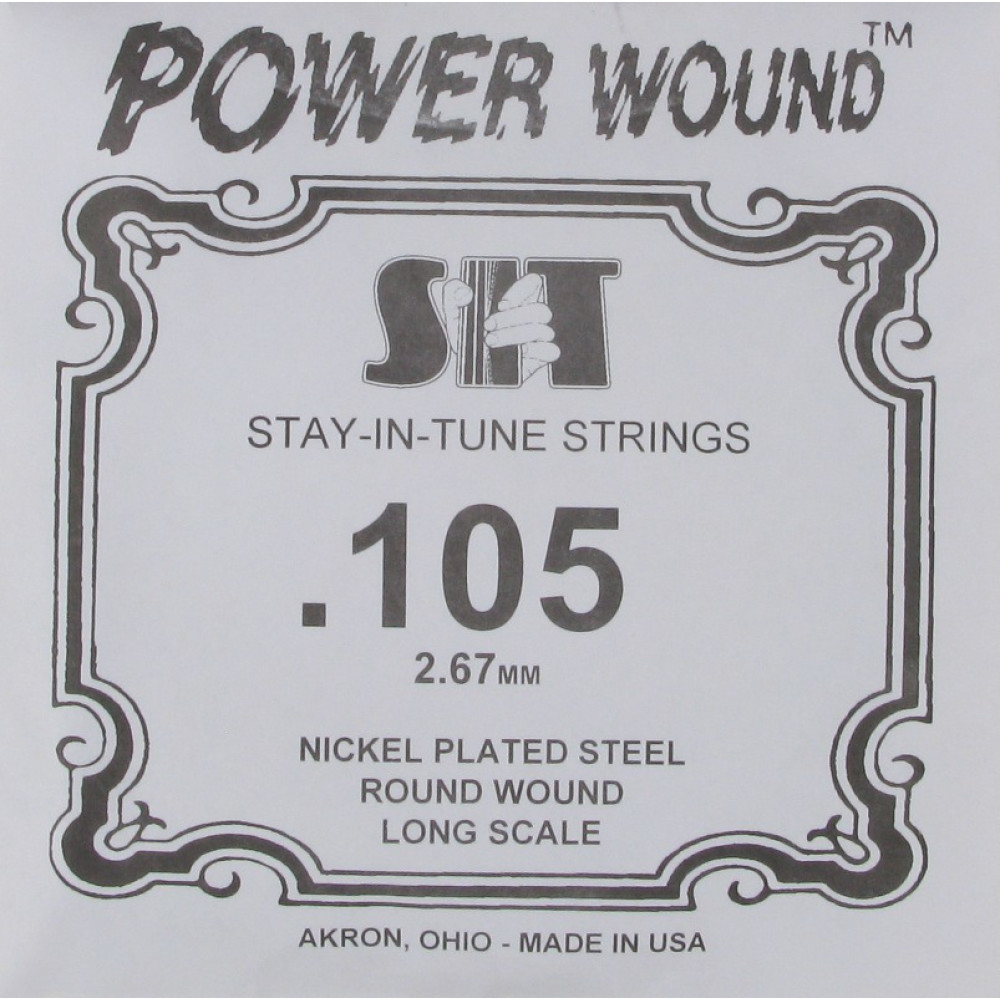 POWER WOUND™
SIT
STAY-IN-TUNE STRINGS
.105
2.67MM
NICKEL PLATED STEEL
ROUND WOUND
LONG SCALE
AKRON, OHIO - MADE IN USA